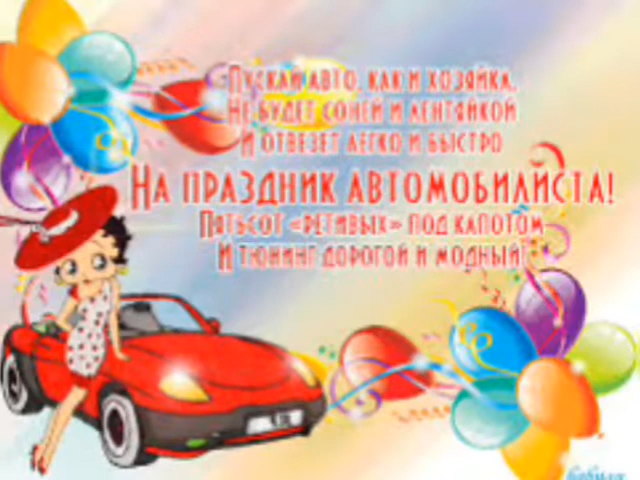 Пускай авто, как и хозяйка,
Не будет соней и лентяйкой
И отвезет легко и быстро
На праздник автомобилиста!
Пятьсот «ретивых» под капотом
И тюнинг дорогой и модный!